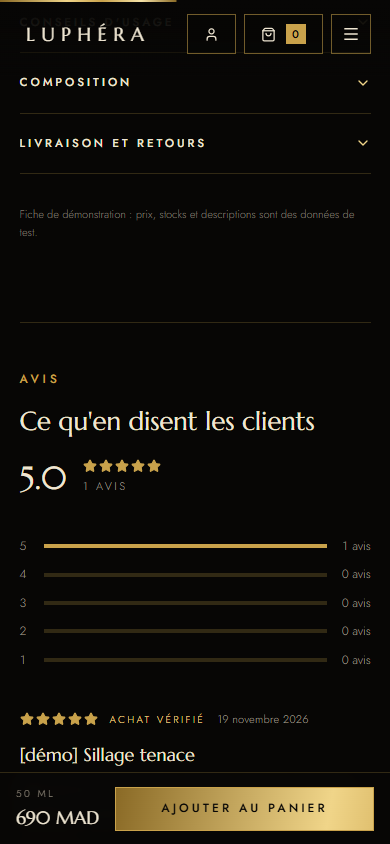 CONSEILS D'USAGE
LUPHÉRA
0
COMPOSITION
LIVRAISON ET RETOURS
Fiche de démonstration : prix, stocks et descriptions sont des données de
test.
AVIS
Ce qu'en disent les clients
5.0
1 AVIS
5 1 avis
4 0 avis
3 0 avis
2 0 avis
1 0 avis
ACHAT VÉRIFIÉ 19 novembre 2026
[démo] Sillage tenace
50 ML
690 MAD
AJOUTER AU PANIER